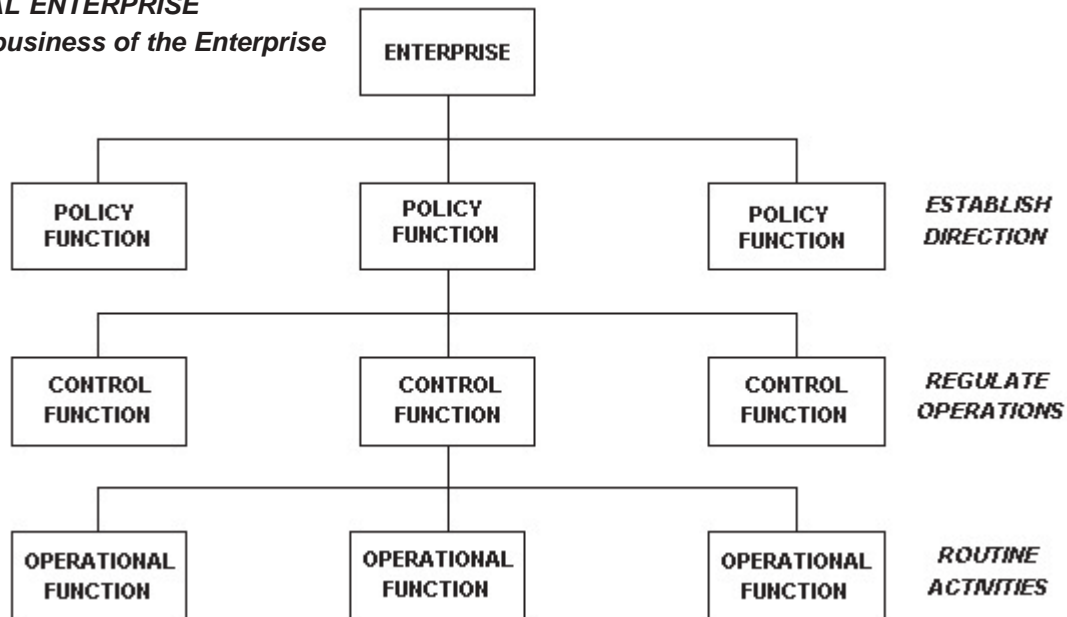 AL ENTERPRISE
business of the Enterprise
ENTERPRISE
POLICY
FUNCTION
POLICY
FUNCTION
POLICY
FUNCTION
ESTABLISH
DIRECTION
CONTROL
FUNCTION
CONTROL
FUNCTION
CONTROL
FUNCTION
REGULATE
OPERATIONS
OPERATIONAL
FUNCTION
OPERATIONAL
FUNCTION
OPERATIONAL
FUNCTION
ROUTINE
ACTIVITIES